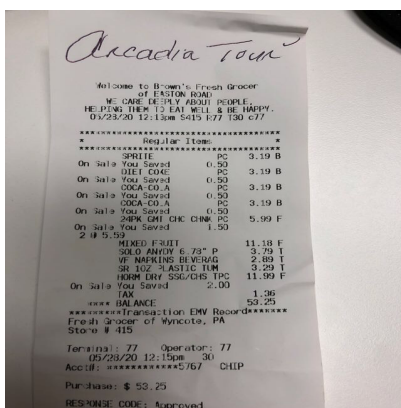 Arcadia Tour
Welcome to Brown's Fresh Grocer
of EASTON ROAD
WE CARE DEEPLY ABOUT PEOPLE,
HELPING THEM TO EAT WELL & BE HAPPY.
05/28/20 12:13pm S415 R77 T30 c77
************************************
* Regular Items *
************************************
SPRITE PC 3.19 B
On Sale You Saved 0.50
DIET COKE PC 3.19 B
On Sale You Saved 0.50
COCA-COLA PC 3.19 B
On Sale You Saved 0.50
COCA-COLA PC 3.19 B
On Sale You Saved 0.50
24PK GMT CHC CHNK PC 5.99 F
On Sale You Saved 1.50
2 @ 5.59
MIXED FRUIT 11.18 F
SOLO ANYDY 6.78" P 3.79 T
VF NAPKINS BEVERAG 2.89 T
SR 10Z PLASTIC TUM 3.29 T
HORM DRY SSG/CHS TPC 11.99 F
On Sale You Saved 2.00
TAX 1.36
**** BALANCE 53.25
*********Transaction EMV Record*******
Fresh Grocer of Wyncote, PA
Store # 415
Terminal: 77 Operator: 77
05/28/20 12:15pm 30
Acct#: ************5767 CHIP
Purchase: $ 53.25
RESPONSE CODE: Approved